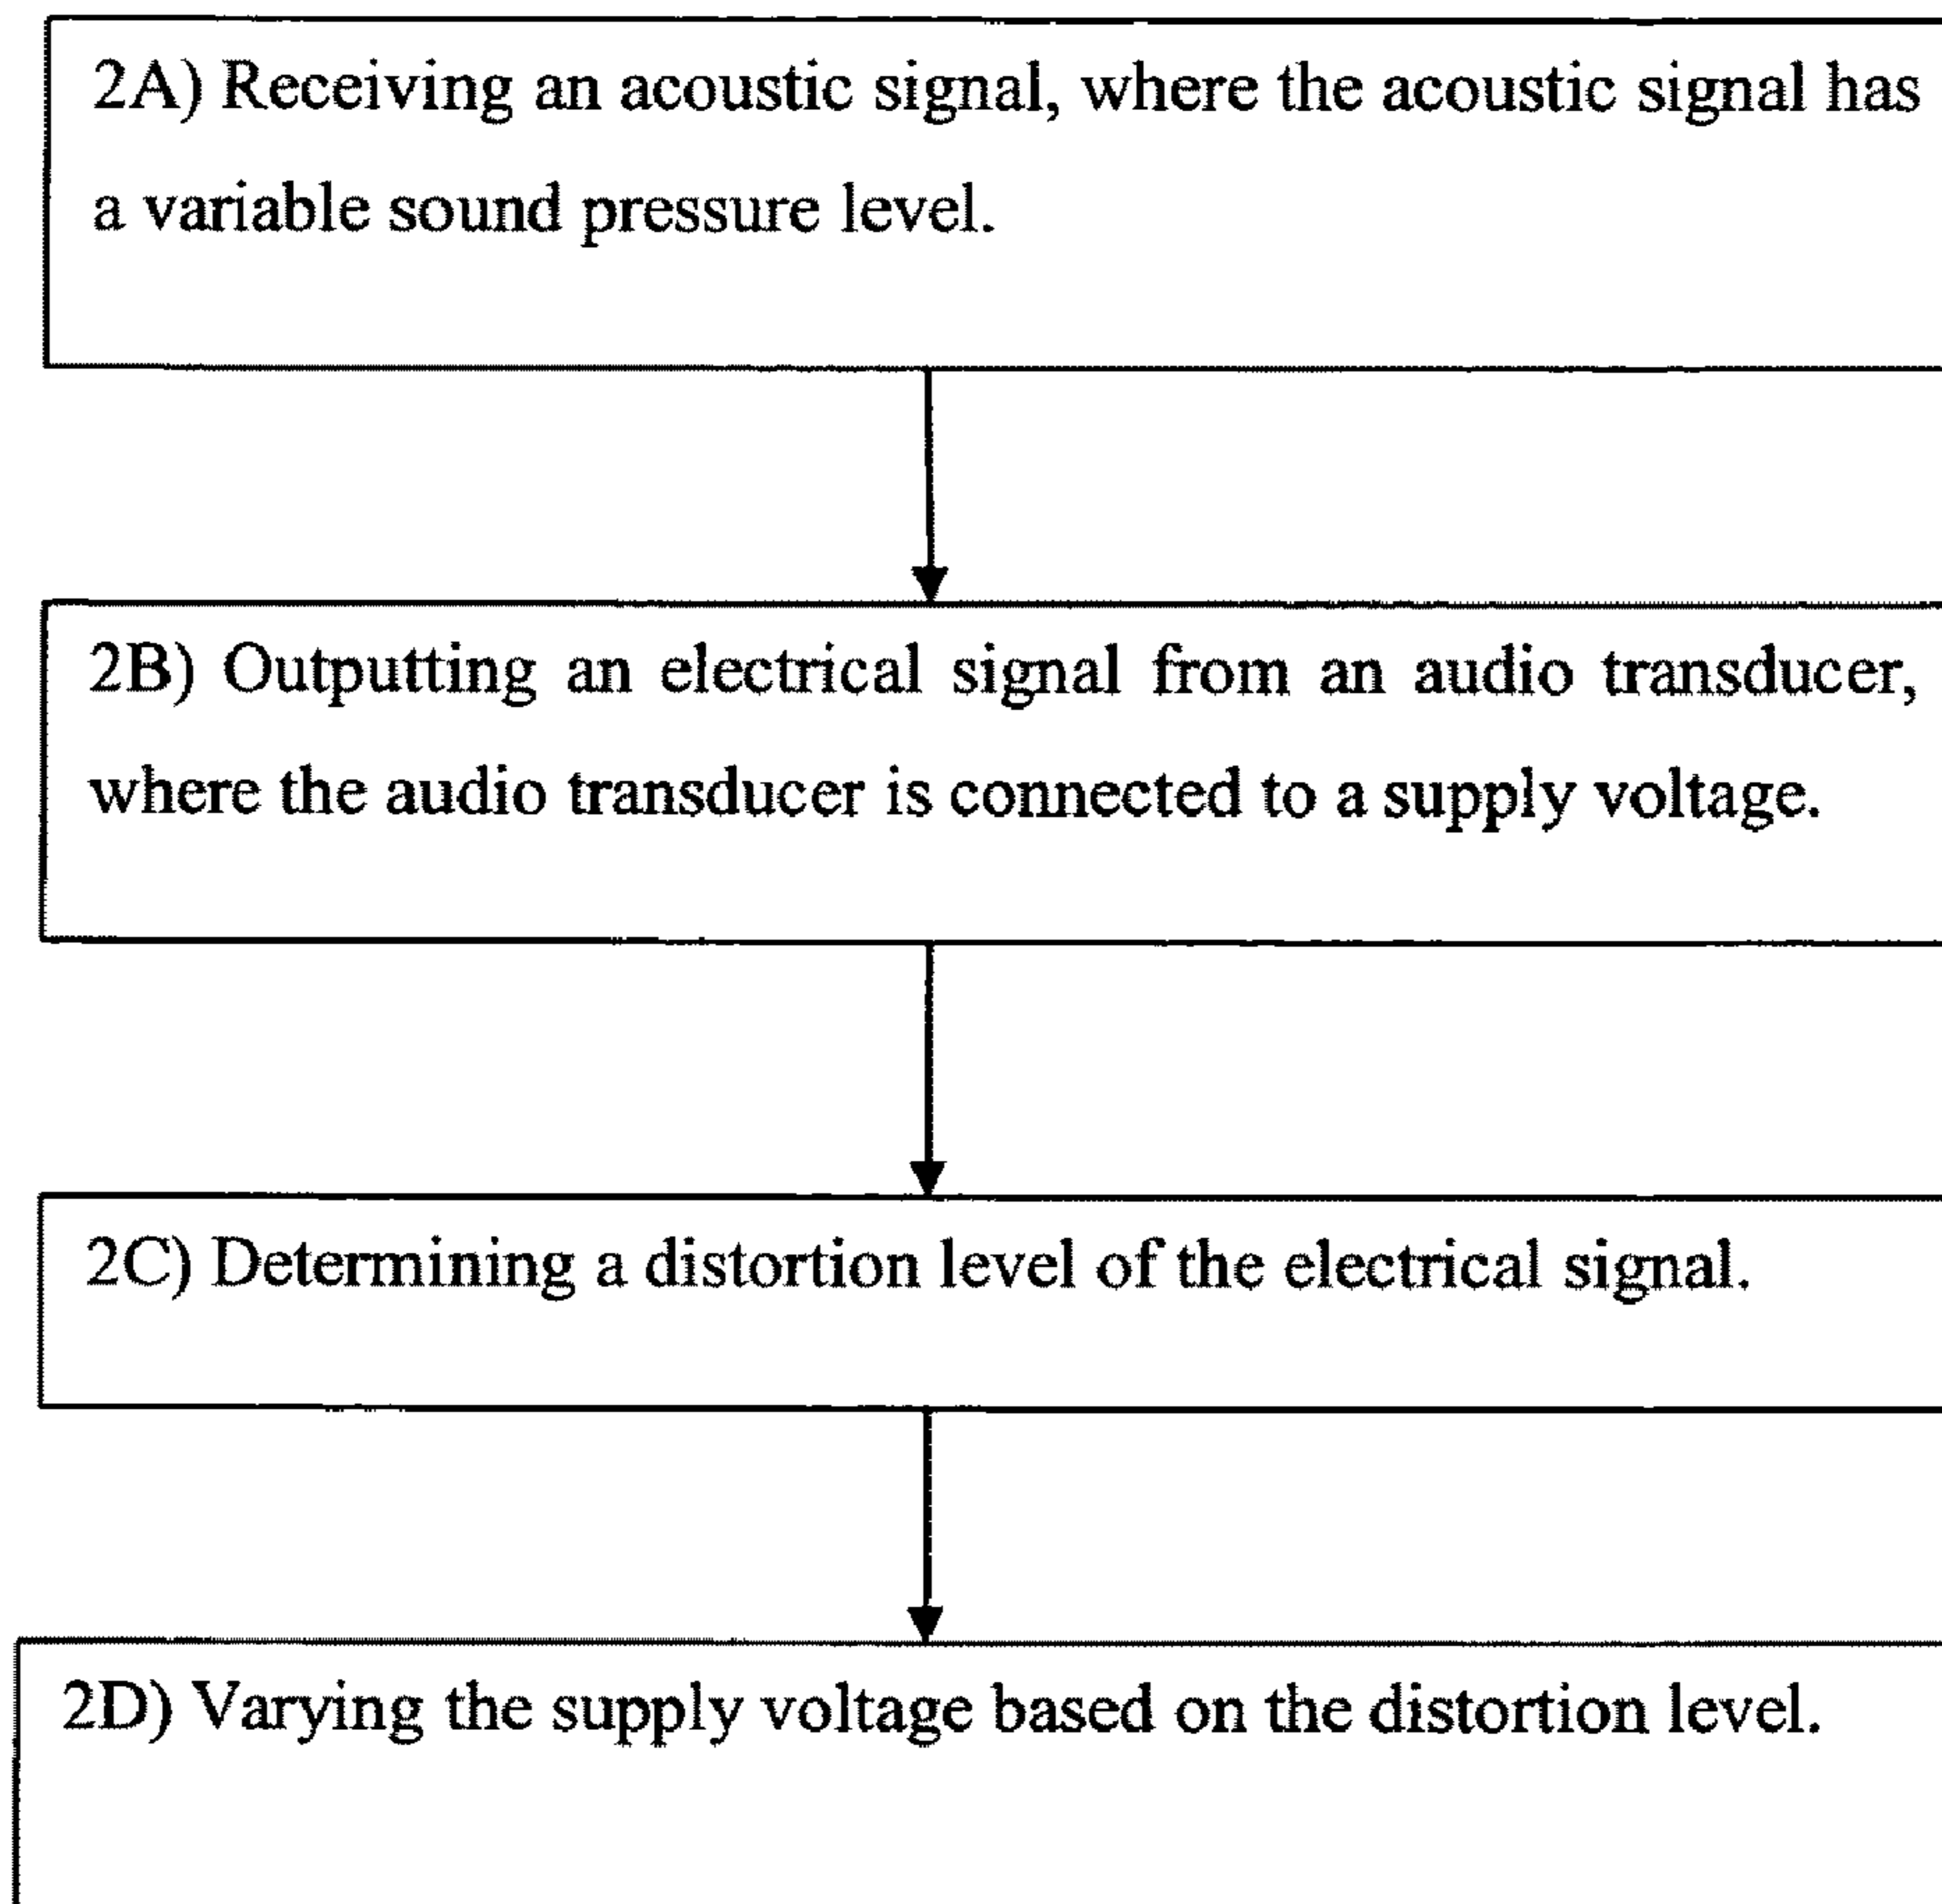 2A) Receiving an acoustic signal, where the acoustic signal has
a variable sound pressure level.
2B) Outputting an electrical signal from an audio transducer,
where the audio transducer is connected to a supply voltage.
2C) Determining a distortion level of the electrical signal.
2D) Varying the supply voltage based on the distortion level.